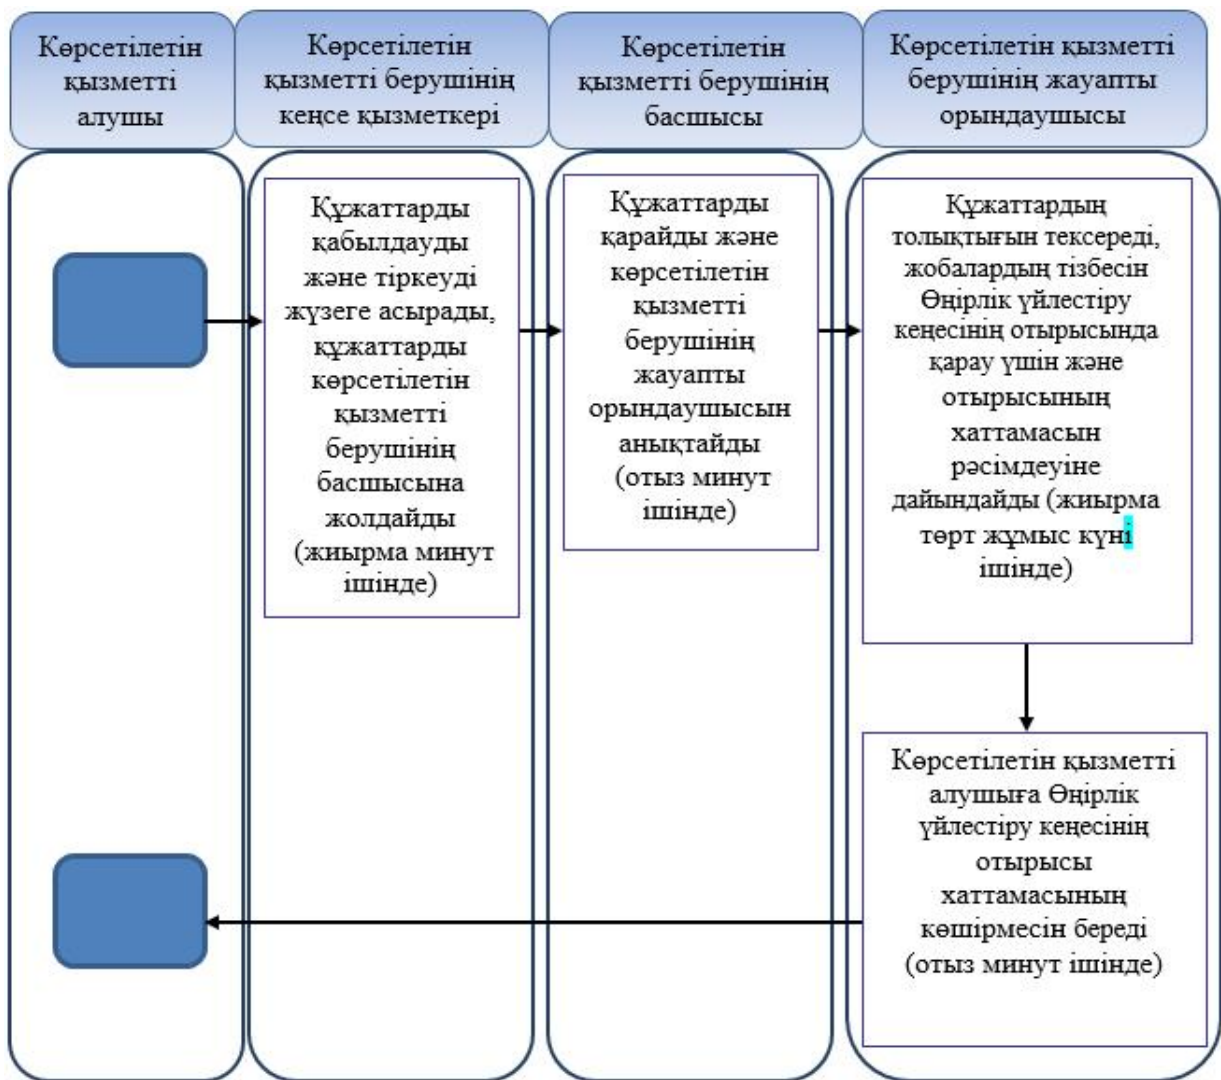 Көрсетілетін
қызметті
алушы
Көрсетілетін
қызметті берушінің
кеңсе қызметкері
Көрсетілетін
қызметті берушінің
басшысы
Көрсетілетін қызметті
берушінің жауапты
орындаушысы
Құжаттарды
қабылдауды
және тіркеуді
жүзеге асырады,
құжаттарды
көрсетілетін
қызметті
берушінің
басшысына
жолдайды
(жиырма минут
ішінде)
Құжаттарды
қарайды және
көрсетілетін
қызметті
берушінің
жауапты
орындаушысын
анықтайды
(отыз минут
ішінде)
Құжаттардың
толықтығын тексереді,
жобалардың тізбесін
Өңірлік үйлестіру
кеңесінің отырысында
қарау үшін және
отырысының
хаттамасын
рәсімдеуіне
дайындайды (жиырма
төрт жұмыс күні
ішінде)
Көрсетілетін қызметті
алушыға Өңірлік
үйлестіру кеңесінің
отырысы
хаттамасының
көшірмесін береді
(отыз минут ішінде)